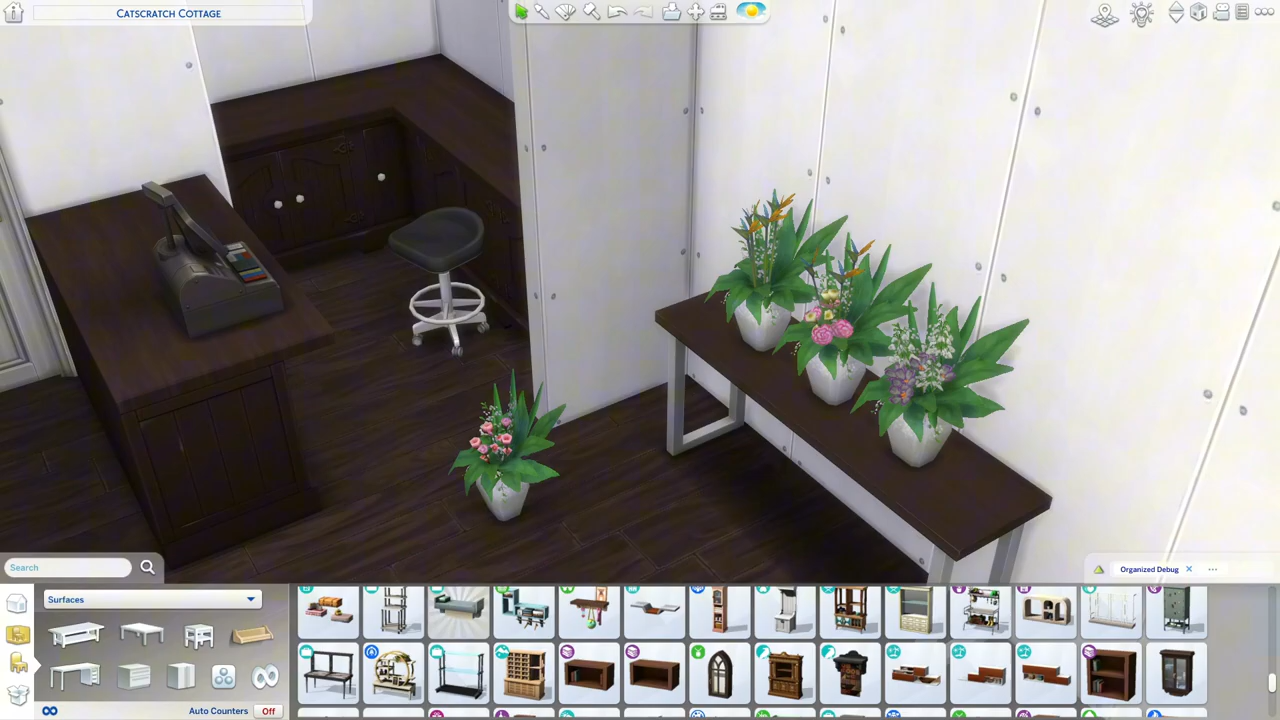 CATSCRATCH COTTAGE
Search
Organized Debug
Surfaces
Auto Counters
Off